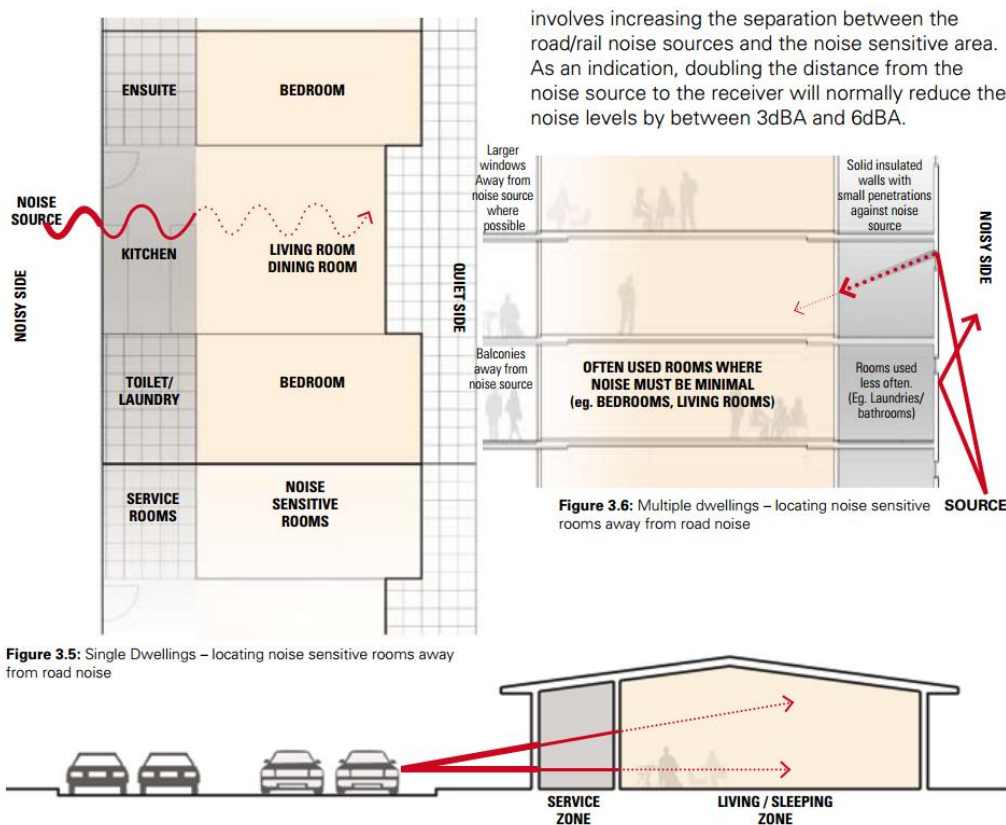 involves increasing the separation between the
road/rail noise sources and the noise sensitive area.
As an indication, doubling the distance from the
noise source to the receiver will normally reduce the
noise levels by between 3dBA and 6dBA.
ENSUITE
BEDROOM
NOISE
SOURCE
KITCHEN
LIVING ROOM
DINING ROOM
NOISY SIDE
QUIET SIDE
TOILET/
LAUNDRY
BEDROOM
SERVICE
ROOMS
NOISE
SENSITIVE
ROOMS
Larger
windows
Away from
noise source
where
possible
Solid insulated
walls with
small penetrations
against noise
source
NOISY SIDE
Balconies
away from
noise source
OFTEN USED ROOMS WHERE
NOISE MUST BE MINIMAL
(eg. BEDROOMS, LIVING ROOMS)
Rooms used
less often.
(Eg. Laundries/
bathrooms)
SOURCE
Figure 3.6: Multiple dwellings – locating noise sensitive
rooms away from road noise
Figure 3.5: Single Dwellings – locating noise sensitive rooms away
from road noise
SERVICE
ZONE
LIVING / SLEEPING
ZONE